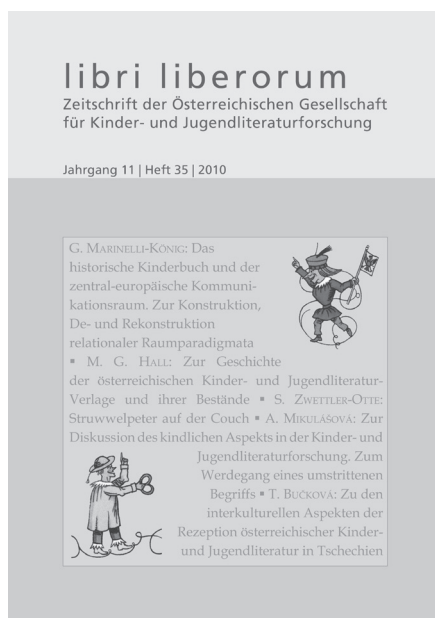 libri liberorum
Zeitschrift der Österreichischen Gesellschaft
für Kinder- und Jugendliteraturforschung
Jahrgang 11 | Heft 35 | 2010
G. Marinelli-König: Das
historische Kinderbuch und der
zentral-europäische Kommuni-
kationsraum. Zur Konstruktion,
De- und Rekonstruktion
relationaler Raumparadigmata
▪ M. G. Hall: Zur Geschichte
der österreichischen Kinder- und Jugendliteratur-
Verlage und ihrer Bestände ▪ S. Zwettler-Otte:
Struwwelpeter auf der Couch ▪ A. Mikulášová: Zur
Diskussion des kindlichen Aspekts in der Kinder- und
Jugendliteraturforschung. Zum
Werdegang eines umstrittenen
Begriffs ▪ T. Bučková: Zu den
interkulturellen Aspekten der
Rezeption österreichischer Kinder-
und Jugendliteratur in Tschechien